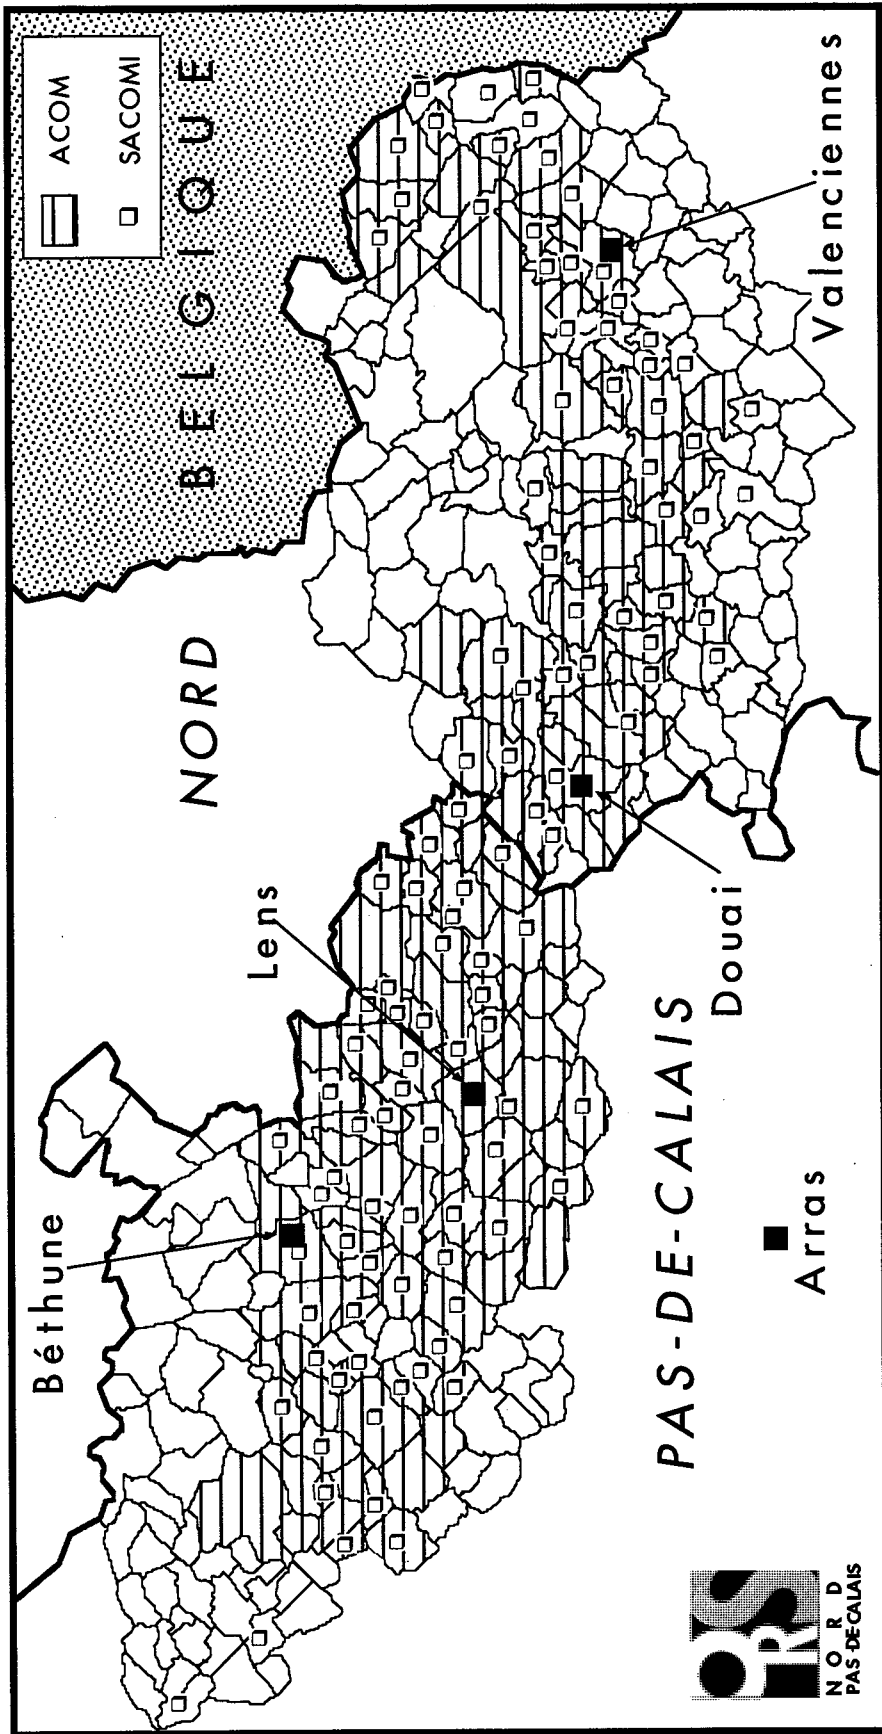 ACOM
SACOMI
BELGIQUE
NORD
Béthune
Lens
Valenciennes
Douai
PAS-DE-CALAIS
Arras
ORS
NORD
PAS-DE-CALAIS